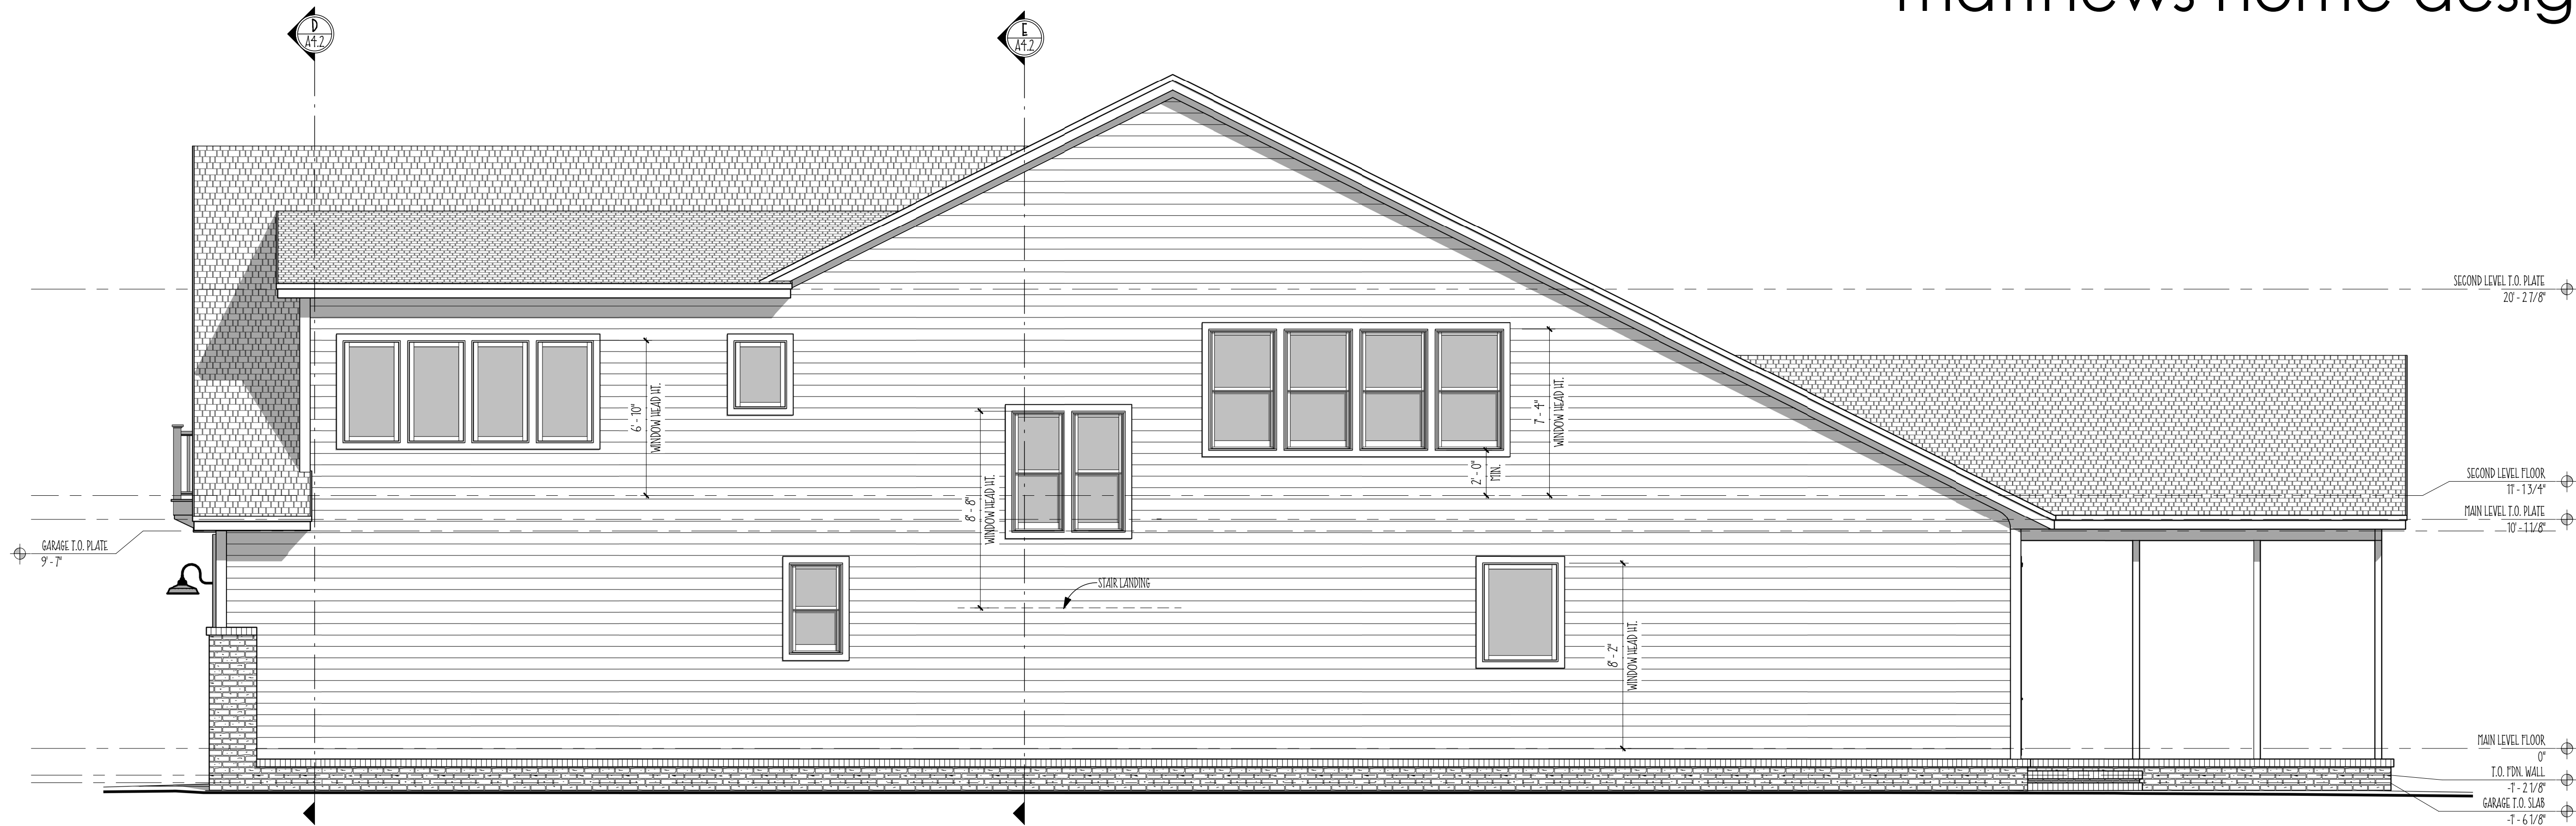 matthews home desig
D
A4.2
E
A4.2
SECOND LEVEL T.O. PLATE
20' - 2 7/8"
6' - 10"
WINDOW HEAD HT.
7' - 4"
WINDOW HEAD HT.
2' - 0"
MIN.
8' - 8"
WINDOW HEAD HT.
SECOND LEVEL FLOOR
11' - 1 3/4"
MAIN LEVEL T.O. PLATE
10' - 1 1/8"
GARAGE T.O. PLATE
9' - 7"
STAIR LANDING
8' - 2"
WINDOW HEAD HT.
MAIN LEVEL FLOOR
0"
T.O. FDN. WALL
-1' - 2 1/8"
GARAGE T.O. SLAB
-1' - 6 1/8"